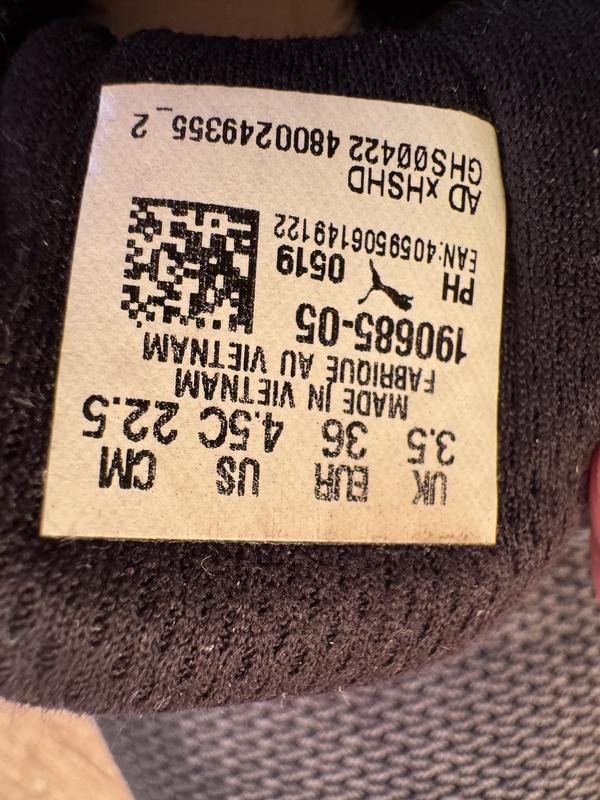 UK EUR US CM
3.5 36 4.5C 22.5
MADE IN VIETNAM
FABRIQUE AU VIETNAM
190685-05
PH 0519
EAN:4059506149122
AD xHSHD
GHS00422 4800249355_2